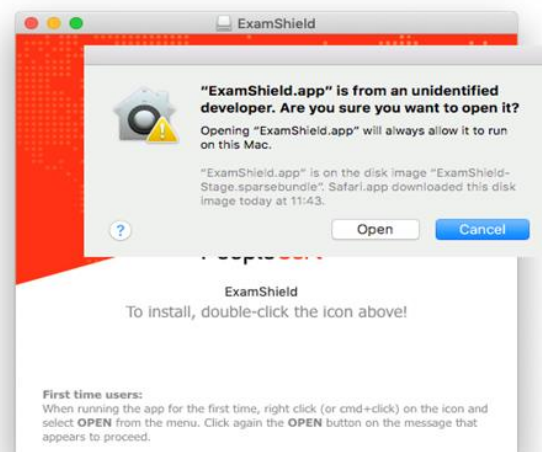 ExamShield
"ExamShield.app" is from an unidentified
developer. Are you sure you want to open it?
Opening "ExamShield.app" will always allow it to run
on this Mac.
"ExamShield.app" is on the disk image "ExamShield-
Stage.sparsebundle". Safari.app downloaded this disk
image today at 11:43.
?
Open
Cancel
ExamShield
To install, double-click the icon above!
First time users:
When running the app for the first time, right click (or cmd+click) on the icon and
select OPEN from the menu. Click again the OPEN button on the message that
appears to proceed.